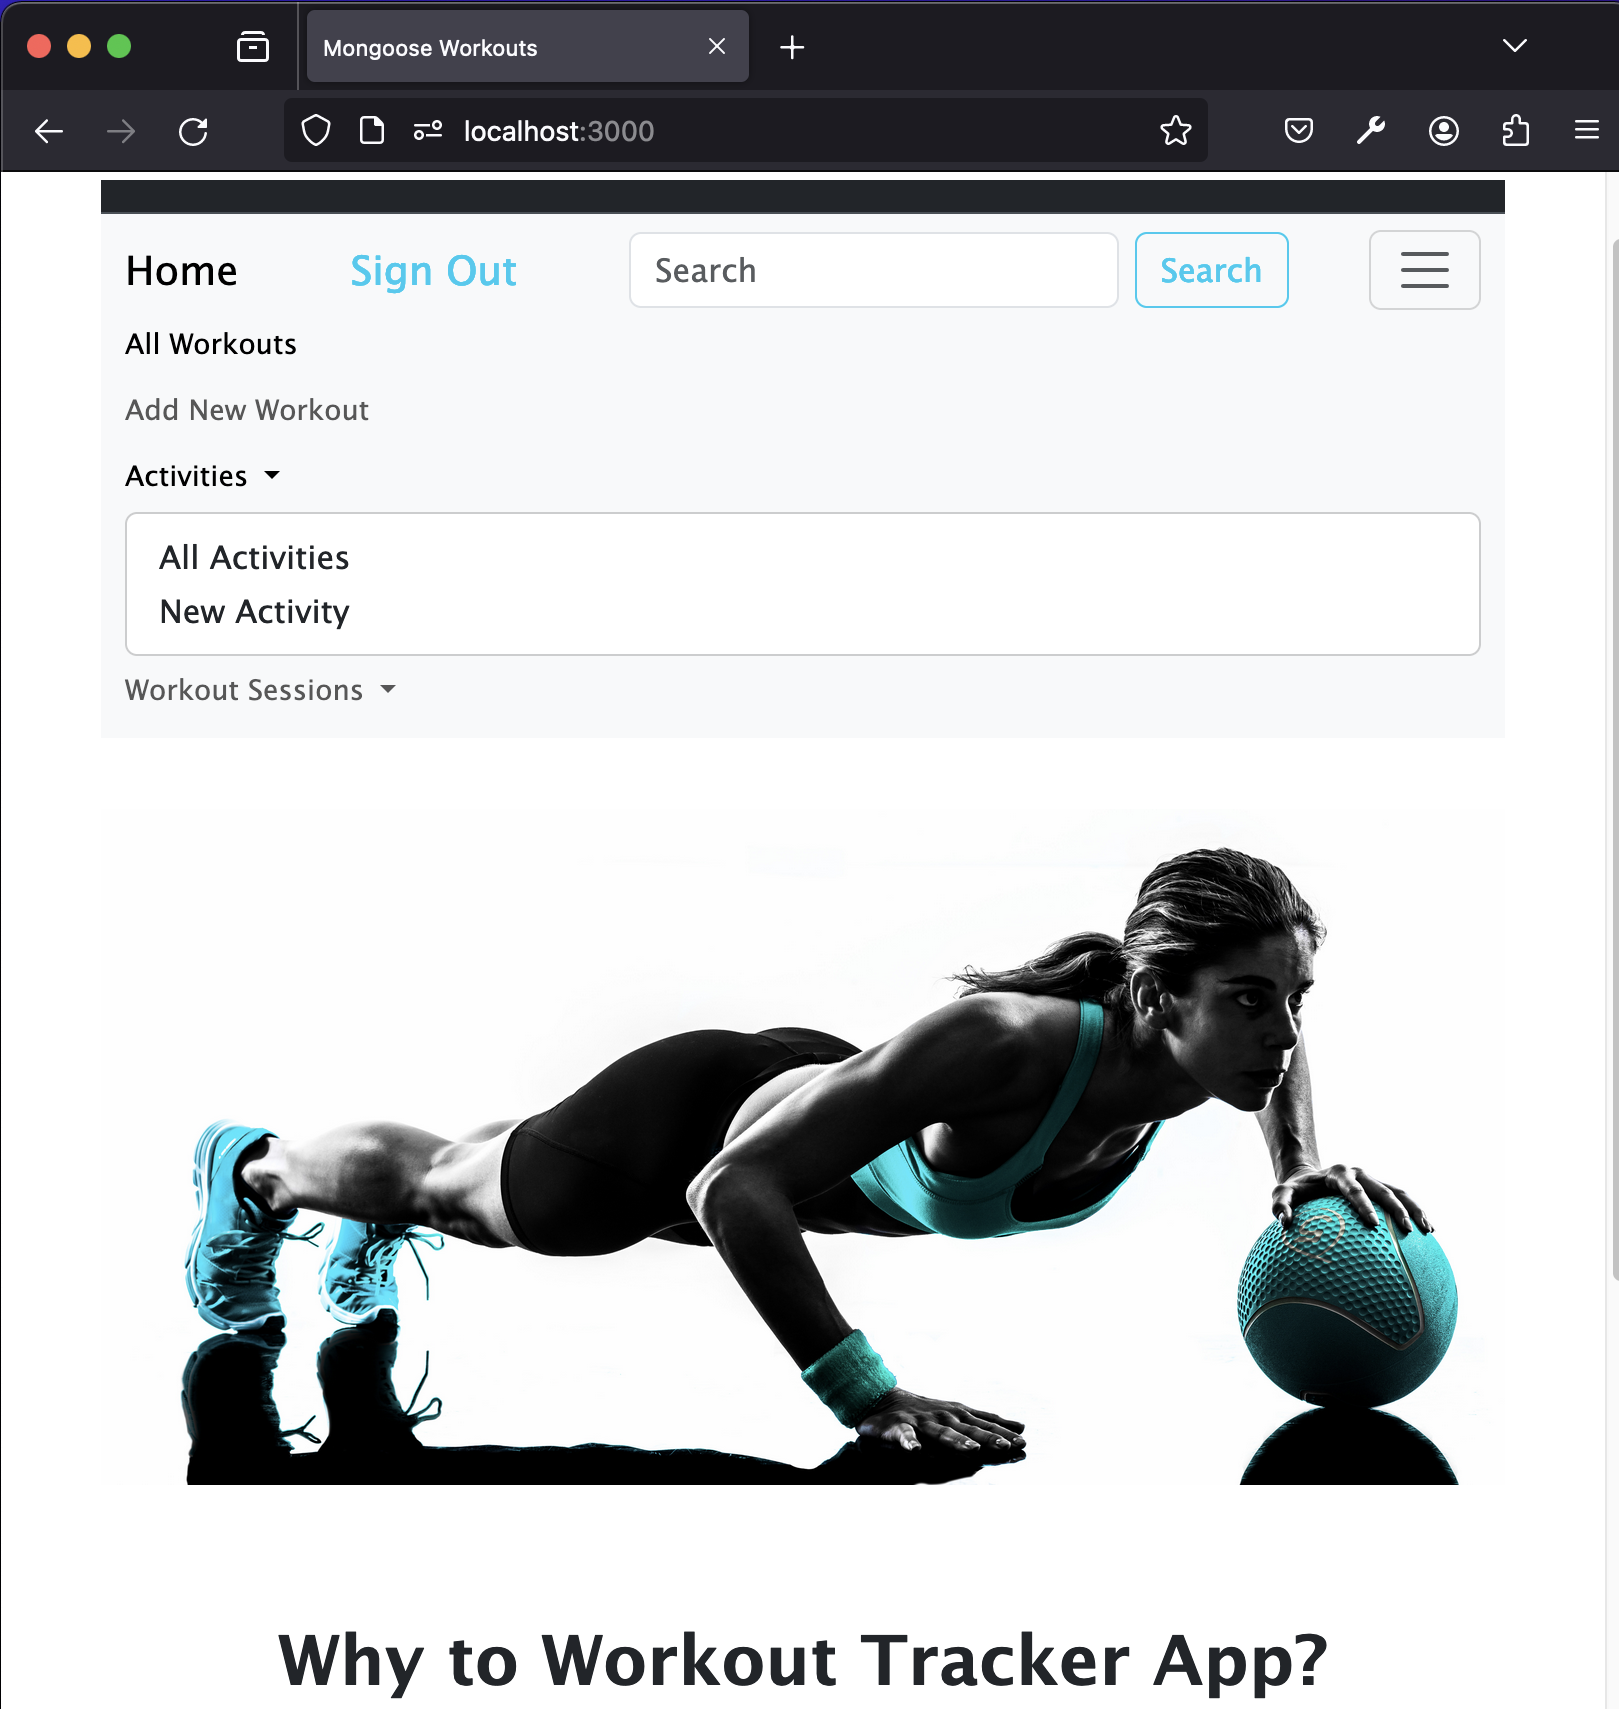 Mongoose Workouts
localhost:3000
Home Sign Out Search Search
All Workouts
Add New Workout
Activities
All Activities
New Activity
Workout Sessions
Why to Workout Tracker App?